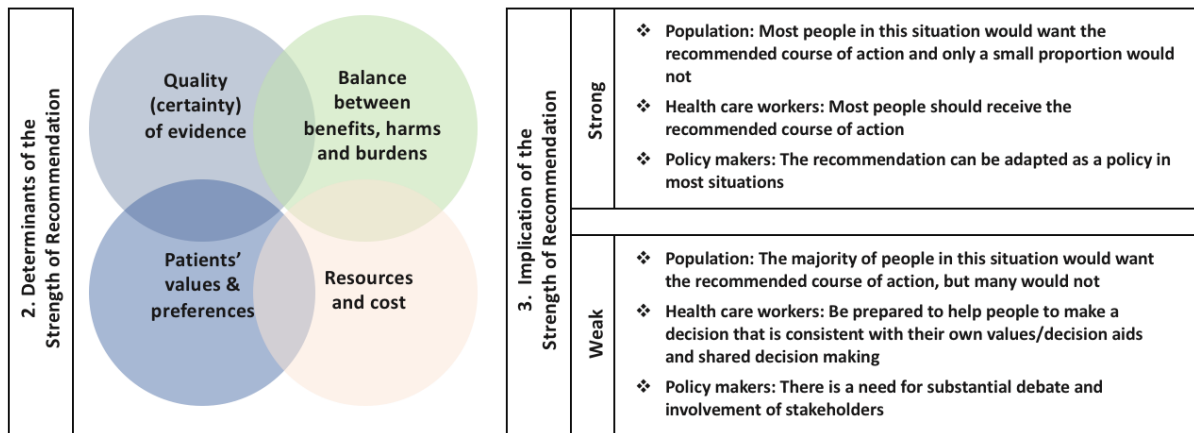 2. Determinants of the
Strength of Recommendation
Quality
(certainty)
of evidence
Balance
between
benefits, harms
and burdens
Patients’
values &
preferences
Resources
and cost
3. Implication of the
Strength of Recommendation
Strong
❖ Population: Most people in this situation would want the
recommended course of action and only a small proportion would
not
❖ Health care workers: Most people should receive the
recommended course of action
❖ Policy makers: The recommendation can be adapted as a policy in
most situations
Weak
❖ Population: The majority of people in this situation would want
the recommended course of action, but many would not
❖ Health care workers: Be prepared to help people to make a
decision that is consistent with their own values/decision aids
and shared decision making
❖ Policy makers: There is a need for substantial debate and
involvement of stakeholders